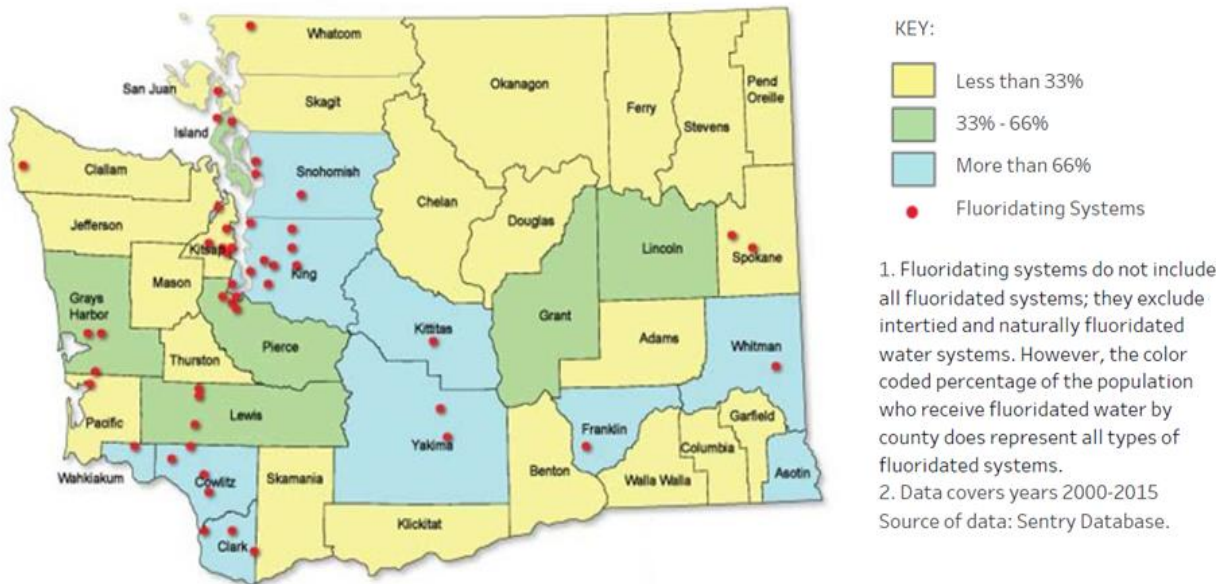 Whatcom
Okanagon
Pend
Oreille
San Juan
Skagit
Ferry
Stevens
Island
Clallam
Snohomish
Chelan
Jefferson
Douglas
Kitsap
Lincoln
Spokane
Mason
King
Grays
Harbor
Kittitas
Grant
Adams
Whitman
Pierce
Thurston
Pacific
Lewis
Yakima
Franklin
Garfield
Columbia
Wahkiakum
Cowlitz
Skamania
Benton
Walla Walla
Asotin
Klickitat
Clark
KEY:
Less than 33%
33% - 66%
More than 66%
Fluoridating Systems
1. Fluoridating systems do not include
all fluoridated systems; they exclude
intertied and naturally fluoridated
water systems. However, the color
coded percentage of the population
who receive fluoridated water by
county does represent all types of
fluoridated systems.
2. Data covers years 2000-2015
Source of data: Sentry Database.